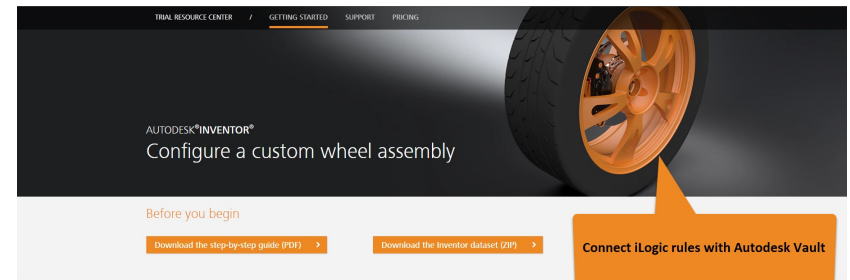 TRIAL RESOURCE CENTER / GETTING STARTED SUPPORT PRICING
AUTODESK® INVENTOR®
Configure a custom wheel assembly
Before you begin
Download the step-by-step guide (PDF) >
Download the Inventor dataset (ZIP) >
Connect iLogic rules with Autodesk Vault